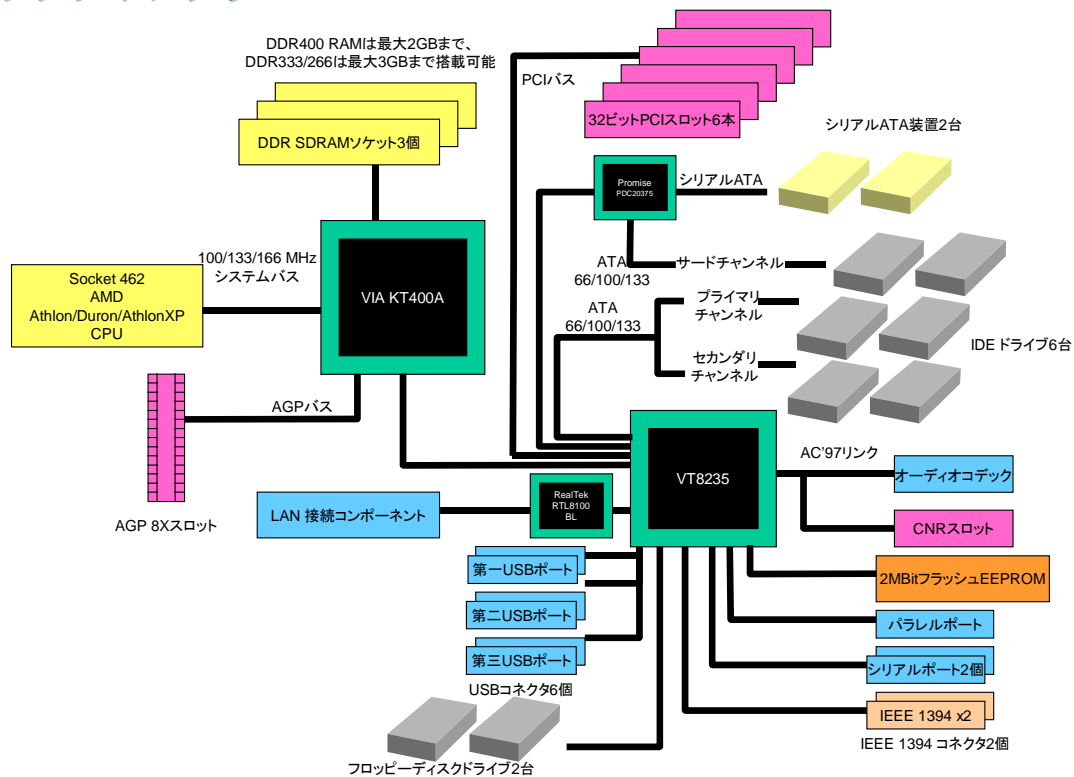 DDR400 RAMは最大2GBまで、
DDR333/266は最大3GBまで搭載可能
DDR SDRAMソケット3個
PCIバス
32ビットPCIスロット6本
シリアルATA装置2台
Promise
PDC20375
シリアルATA
100/133/166 MHz
システムバス
Socket 462
AMD
Athlon/Duron/AthlonXP
CPU
VIA KT400A
ATA
66/100/133
サードチャンネル
ATA
66/100/133
プライマリ
チャンネル
セカンダリ
チャンネル
IDE ドライブ6台
AGPバス
AGP 8Xスロット
VT8235
AC'97リンク
オーディオコデック
CNRスロット
RealTek
RTL8100
BL
LAN 接続コンポーネント
第一USBポート
第二USBポート
第三USBポート
USBコネクタ6個
2MBitフラッシュEEPROM
パラレルポート
シリアルポート2個
IEEE 1394 x2
IEEE 1394 コネクタ2個
フロッピーディスクドライブ2台